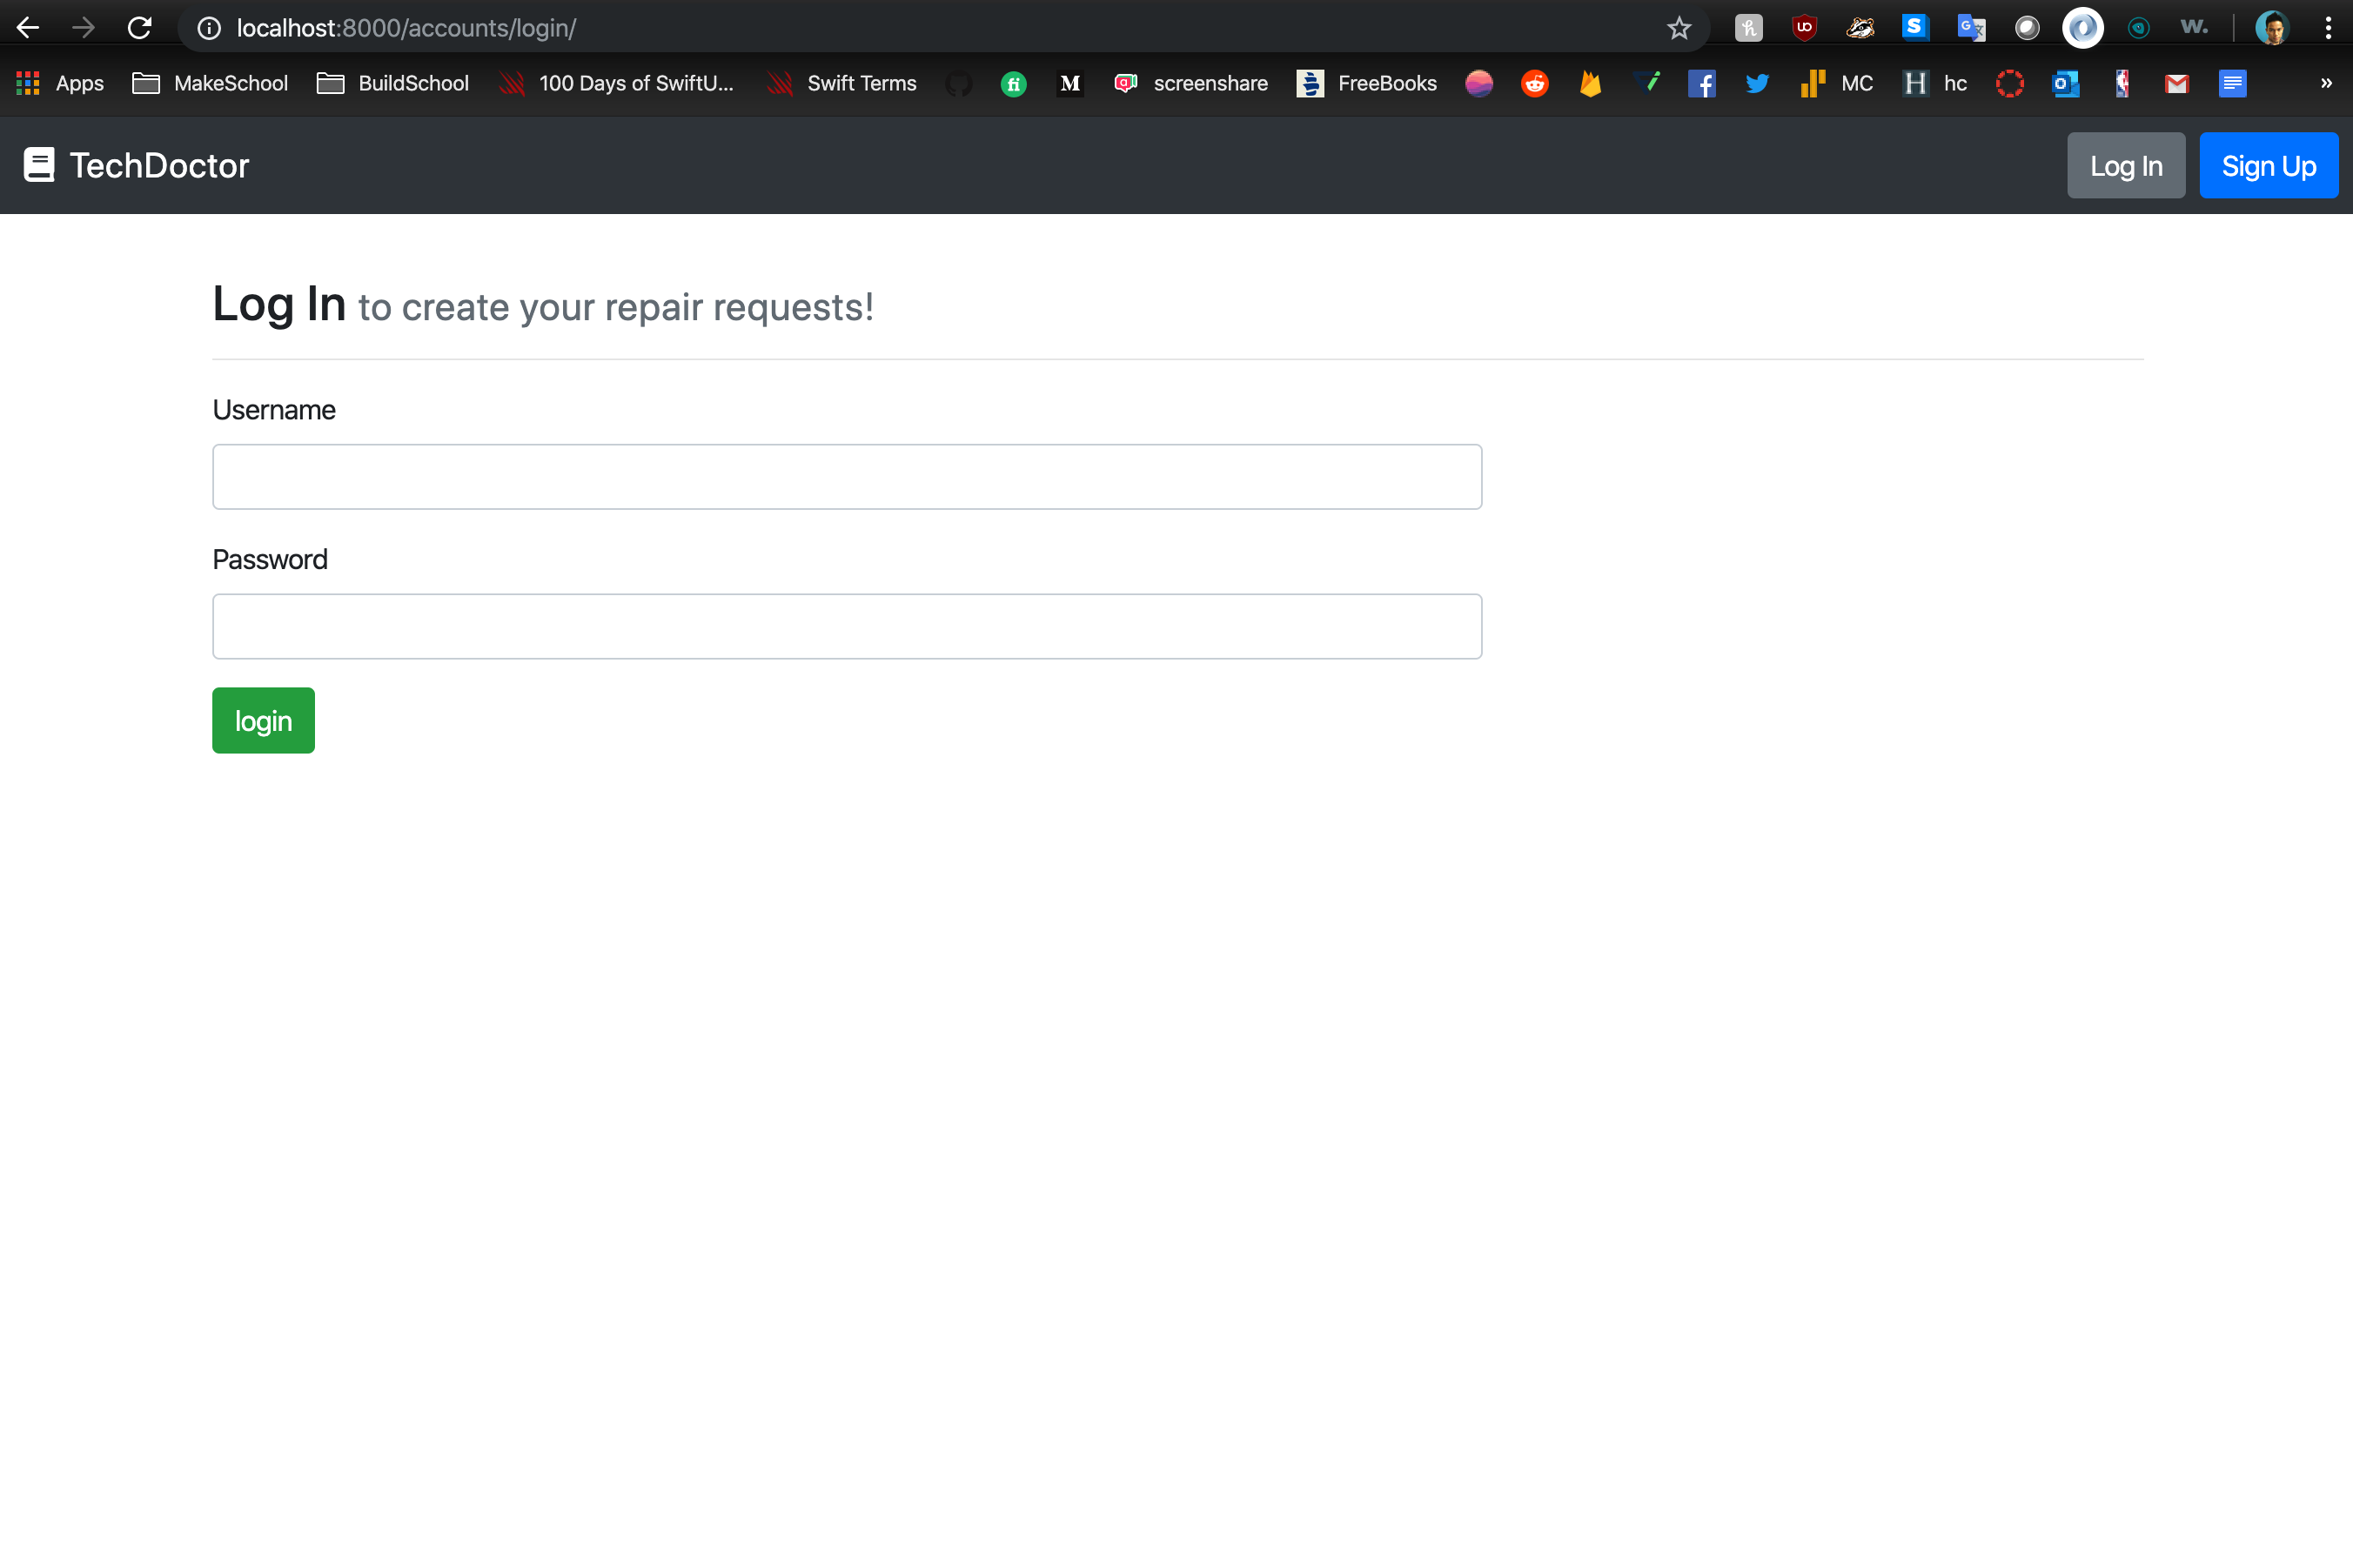 localhost:8000/accounts/login/
Apps MakeSchool BuildSchool 100 Days of SwiftU... Swift Terms M screenshare FreeBooks MC H hc »
TechDoctor Log In Sign Up
Log In to create your repair requests!
Username
Password
login